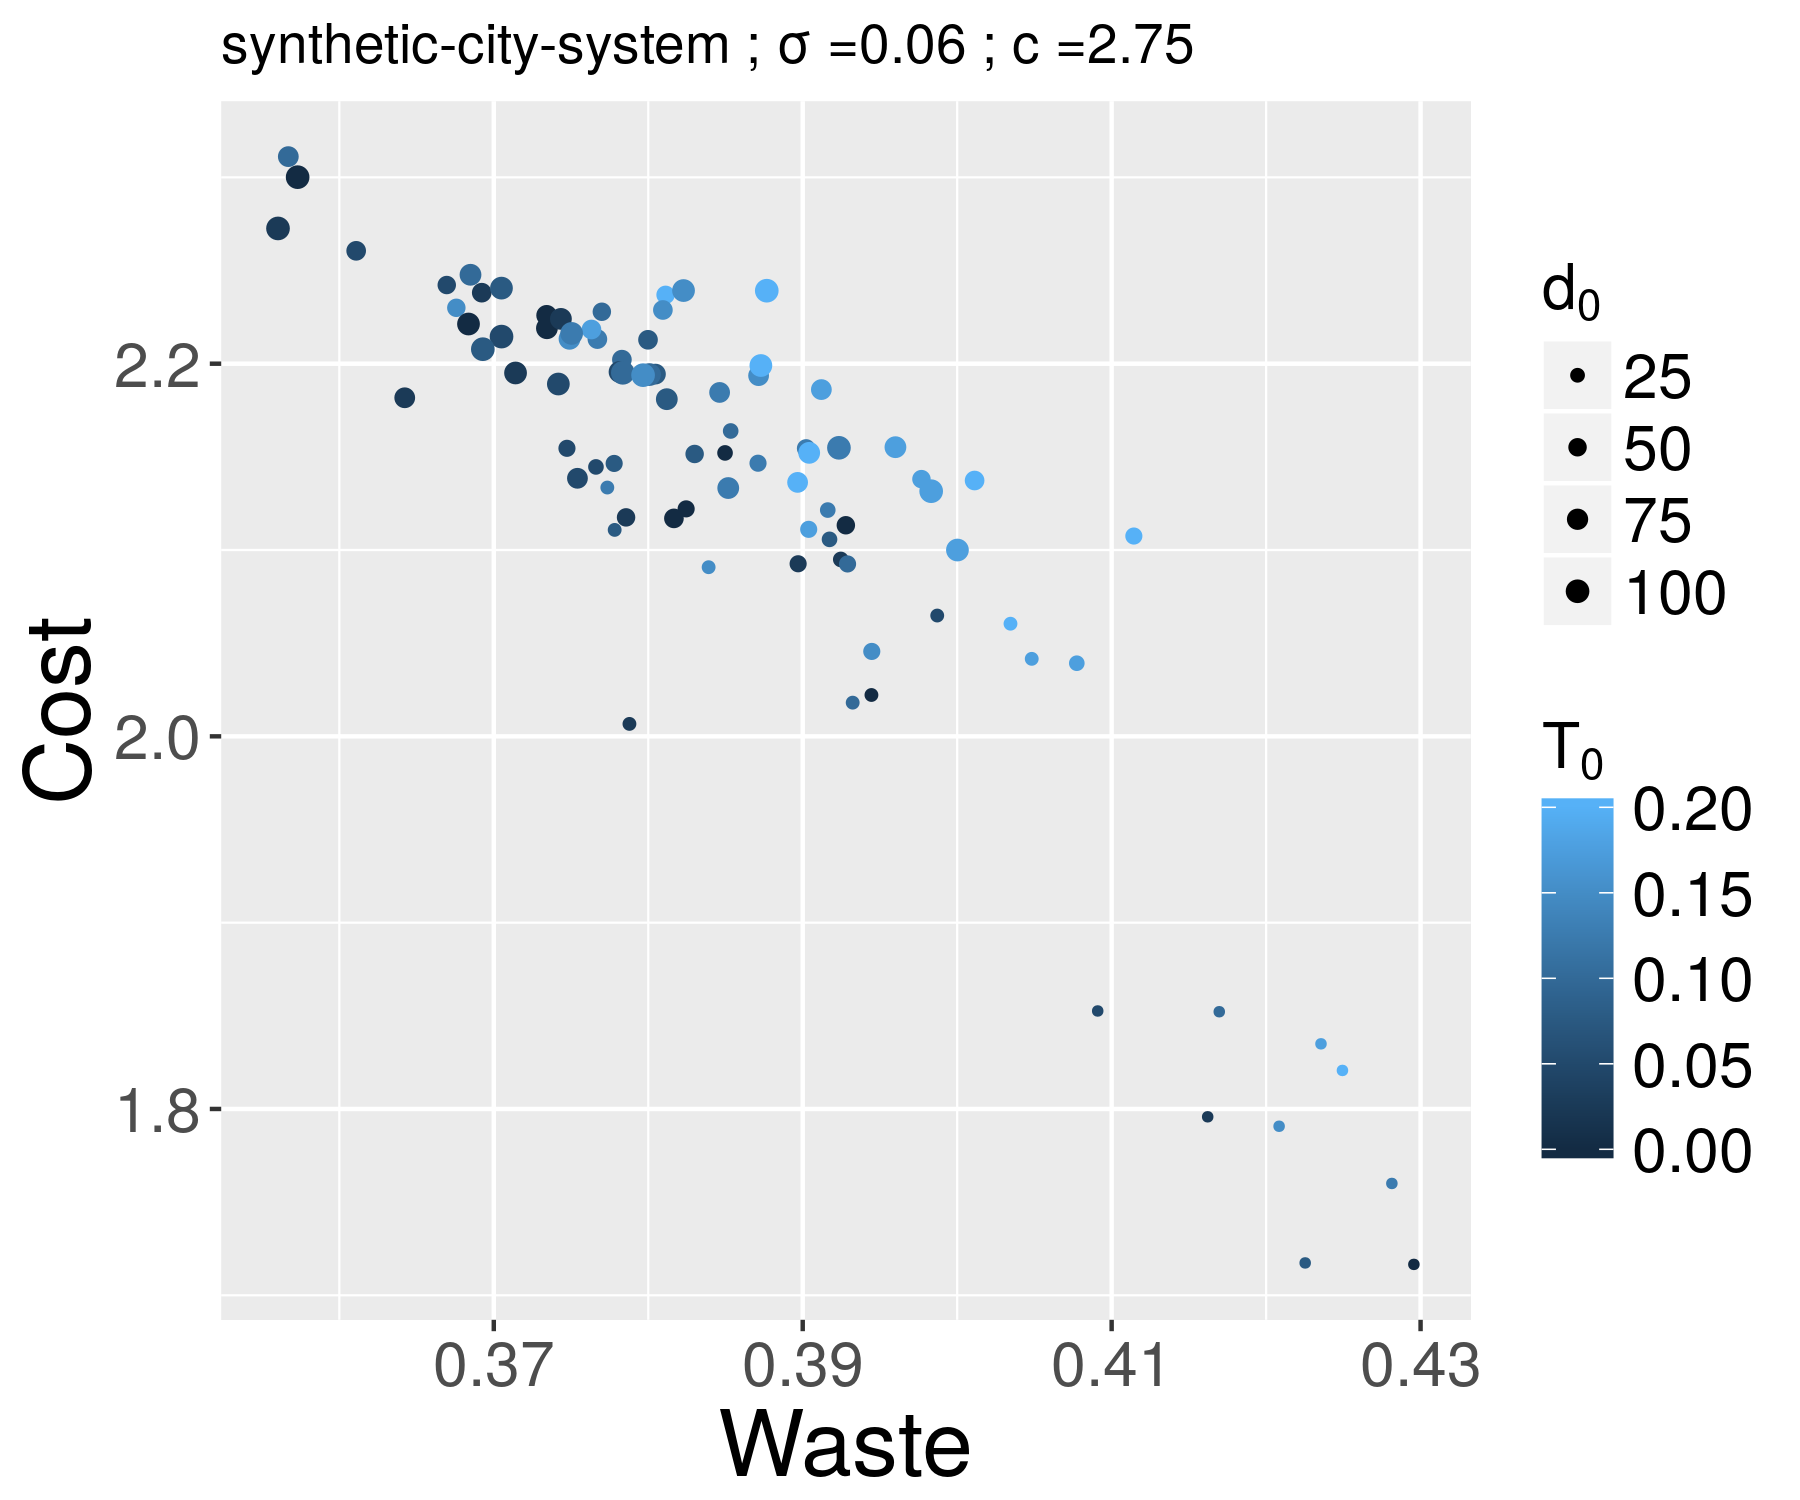 synthetic-city-system ; σ =0.06 ; c =2.75
Cost
2.2
2.0
1.8
0.37 0.39 0.41 0.43
Waste
d0
25
50
75
100
T0
0.20
0.15
0.10
0.05
0.00